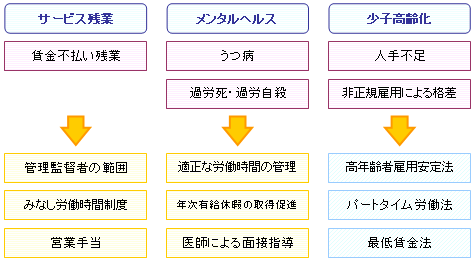 サービス残業
メンタルヘルス
少子高齢化
賃金不払い残業
うつ病
人手不足
過労死・過労自殺
非正規雇用による格差
管理監督者の範囲
適正な労働時間の管理
高年齢者雇用安定法
みなし労働時間制度
年次有給休暇の取得促進
パートタイム労働法
営業手当
医師による面接指導
最低賃金法